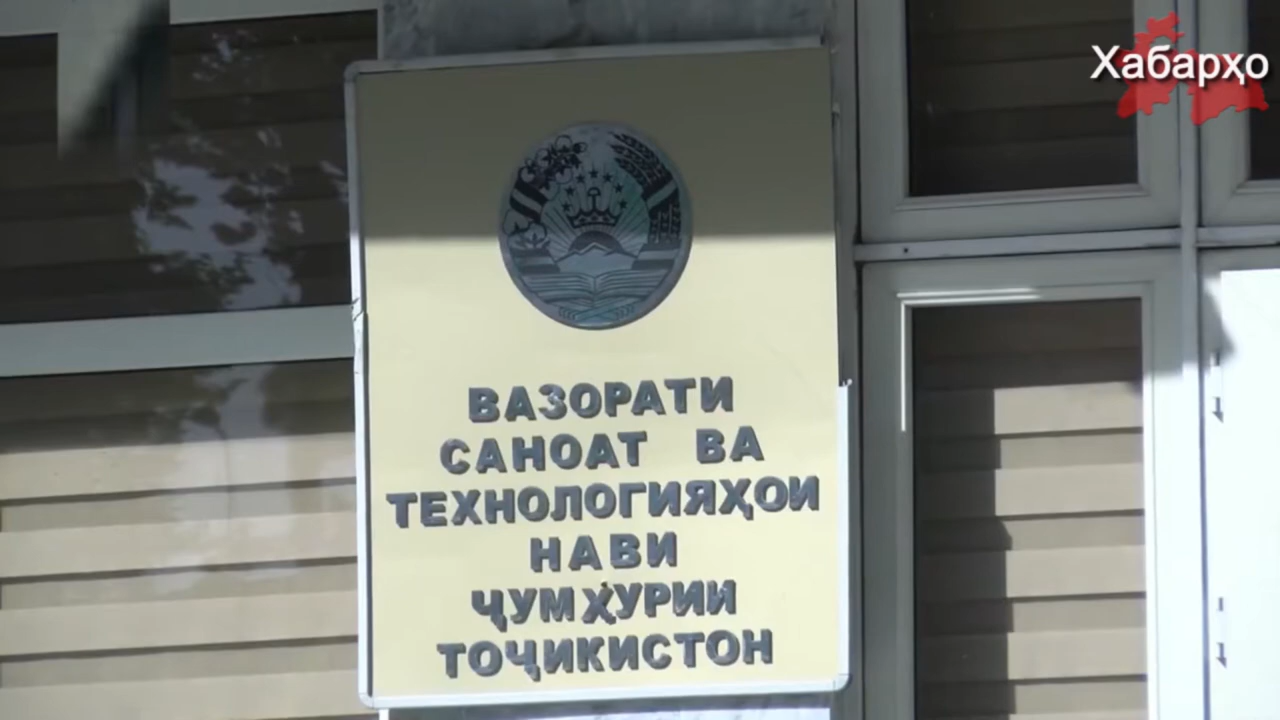 Хабарҳо
ВАЗОРАТИ
САНОАТ ВА
ТЕХНОЛОГИЯҲОИ
НАВИ
ҶУМҲУРИИ
ТОҶИКИСТОН